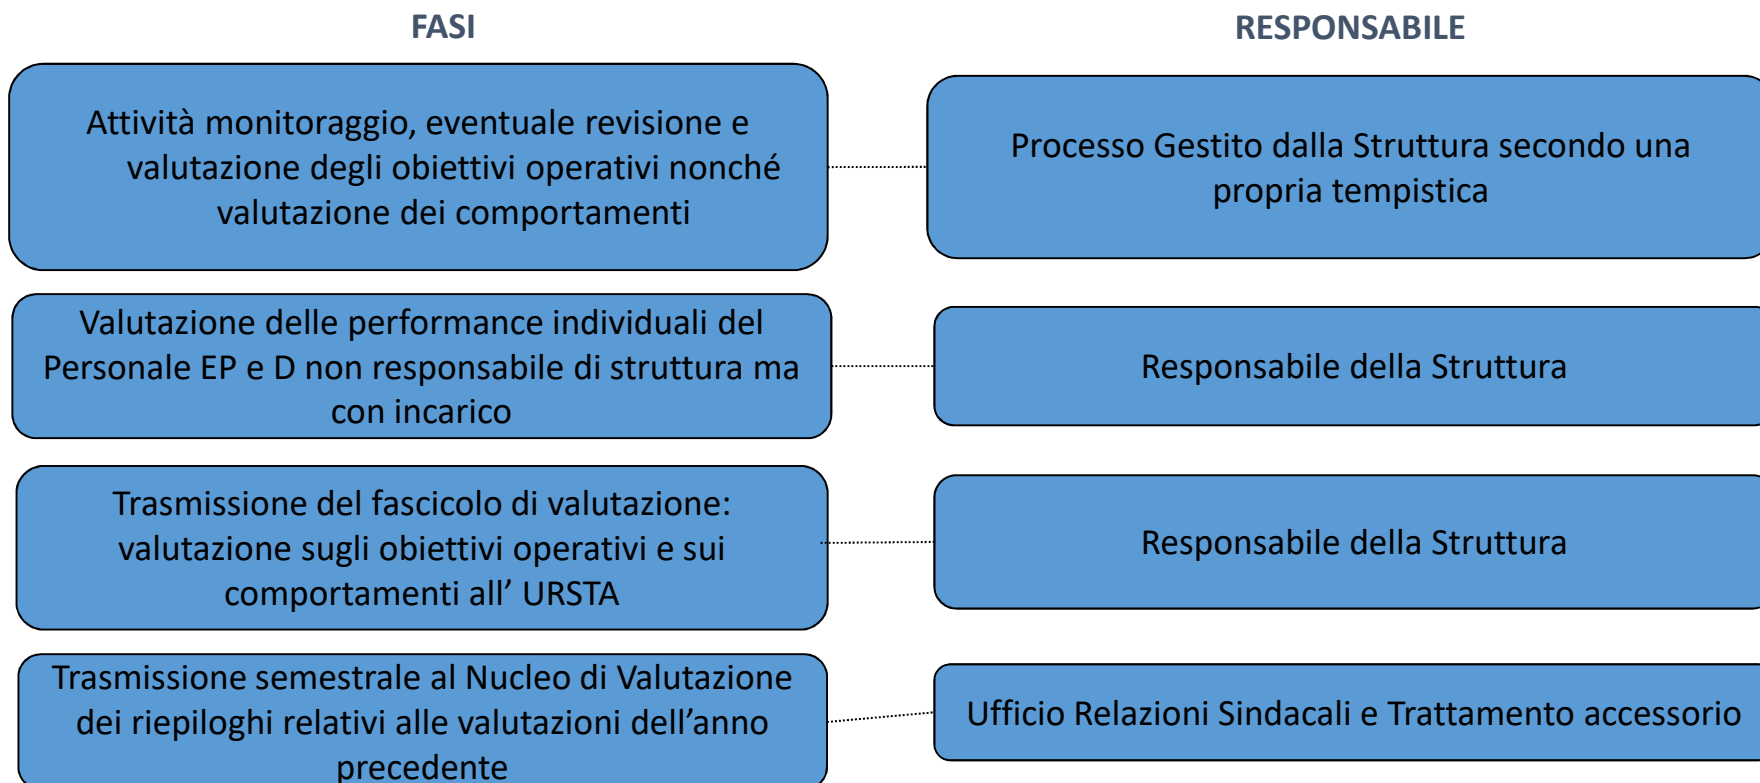 FASI
RESPONSABILE
Attività monitoraggio, eventuale revisione e
valutazione degli obiettivi operativi nonché
valutazione dei comportamenti
Processo Gestito dalla Struttura secondo una
propria tempistica
Valutazione delle performance individuali del
Personale EP e D non responsabile di struttura ma
con incarico
Responsabile della Struttura
Trasmissione del fascicolo di valutazione:
valutazione sugli obiettivi operativi e sui
comportamenti all’ URSTA
Responsabile della Struttura
Trasmissione semestrale al Nucleo di Valutazione
dei riepiloghi relativi alle valutazioni dell’anno
precedente
Ufficio Relazioni Sindacali e Trattamento accessorio